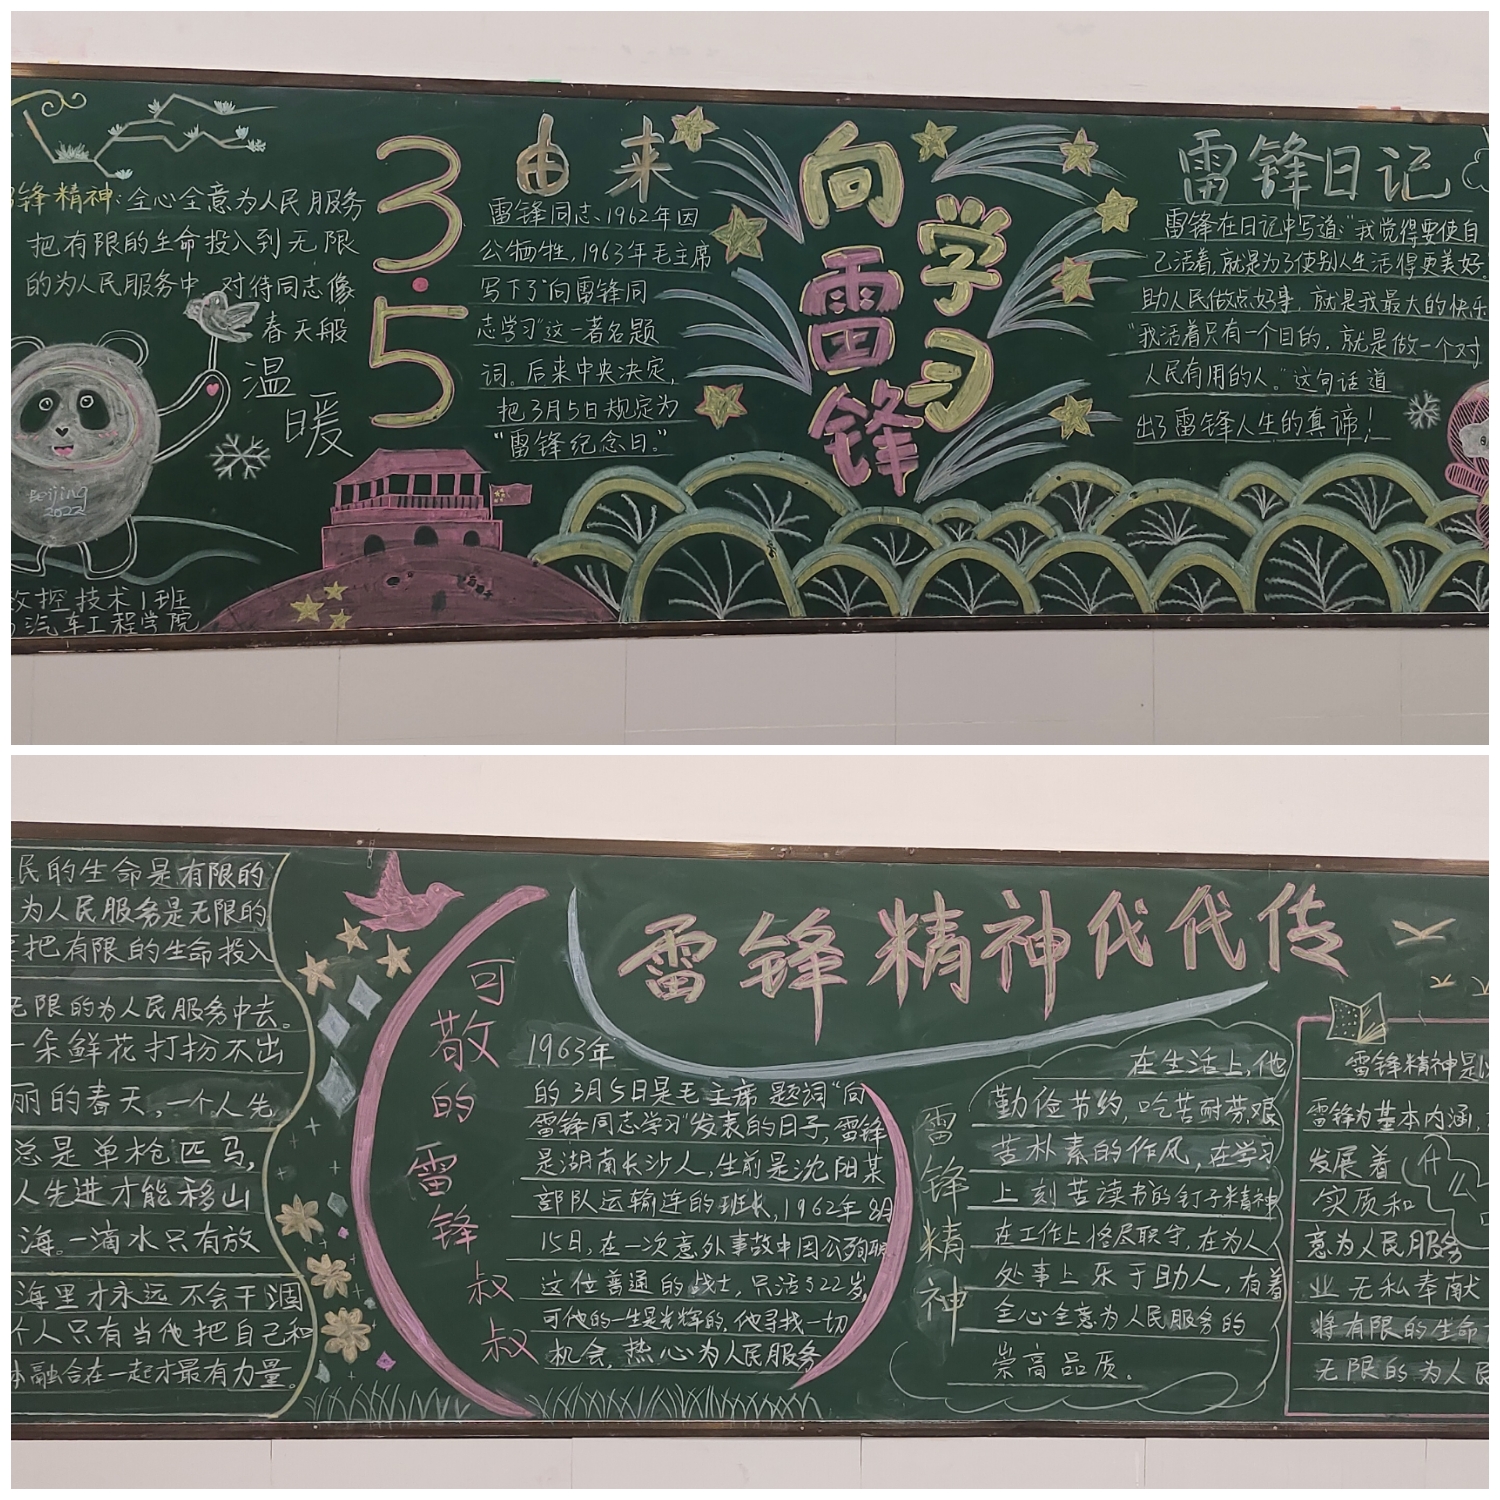 锋精神:全心全意为人民服务
把有限的生命投入到无限
的为人民服务中,对待同志像
春天般
温
暖
Beijing
2022
数控技术1班
汽车工程学院
3.5
由来
雷锋同志、1962年因
公牺牲,1963年毛主席
写下了“向雷锋同
志学习”这一著名题
词。后来中央决定,
把3月5日规定为
“雷锋纪念日。”
向雷锋
学习
雷锋日记
雷锋在日记中写道:“我觉得要使自
己活着,就是为了使别人生活得更美好。
助人民做点好事,就是我最大的快乐
“我活着只有一个目的,就是做一个对
人民有用的人。”这句话道
出了雷锋人生的真谛!
民的生命是有限的
为人民服务是无限的
把有限的生命投入
无限的为人民服务中去。
一朵鲜花打扮不出
丽的春天,一个人先
总是单枪匹马,
人先进才能移山
海。一滴水只有放
海里才永远不会干涸
个人只有当他把自己和
体融合在一起才最有力量。
可敬的雷锋叔叔
雷锋精神代代传
1963年
的3月5日是毛主席题词“向
雷锋同志学习”发表的日子,雷锋
是湖南长沙人,生前是沈阳某
部队运输连的班长,1962年8月
15日,在一次意外事故中因公殉职
这位普通的战士,只活了22岁,
可他的一生是光辉的,他寻找一切
机会,热心为人民服务
雷锋精神
在生活上,他
勤俭节约,吃苦耐劳,艰
苦朴素的作风,在学习
上刻苦读书的钉子精神
在工作上恪尽职守,在为人
处事上乐于助人,有着
全心全意为人民服务的
崇高品质。
雷锋精神是以
雷锋为基本内涵,
发展着
实质和
意为人民服务
业无私奉献
将有限的生命
无限的为人民